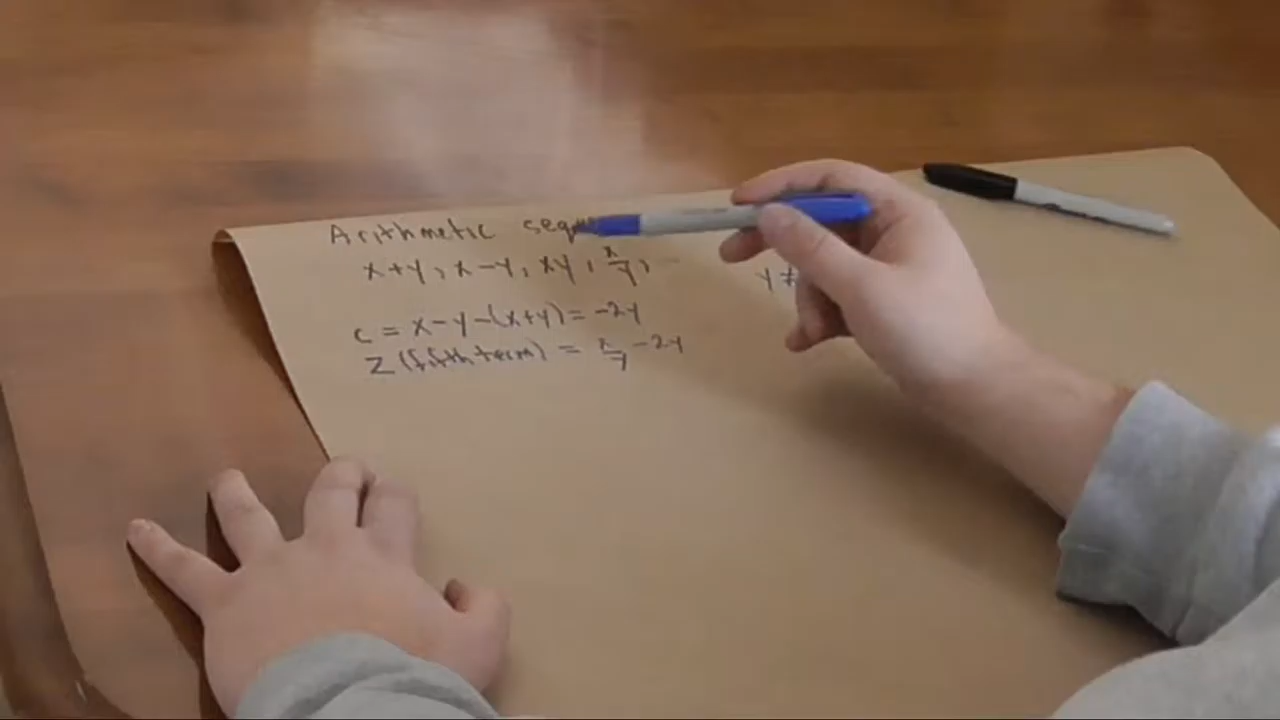 Arithmetic
x+y, x-y, xy, x/y,
y ≠
c = x-y-(x+y) = -2y
z (fifth term) = x/y -2y